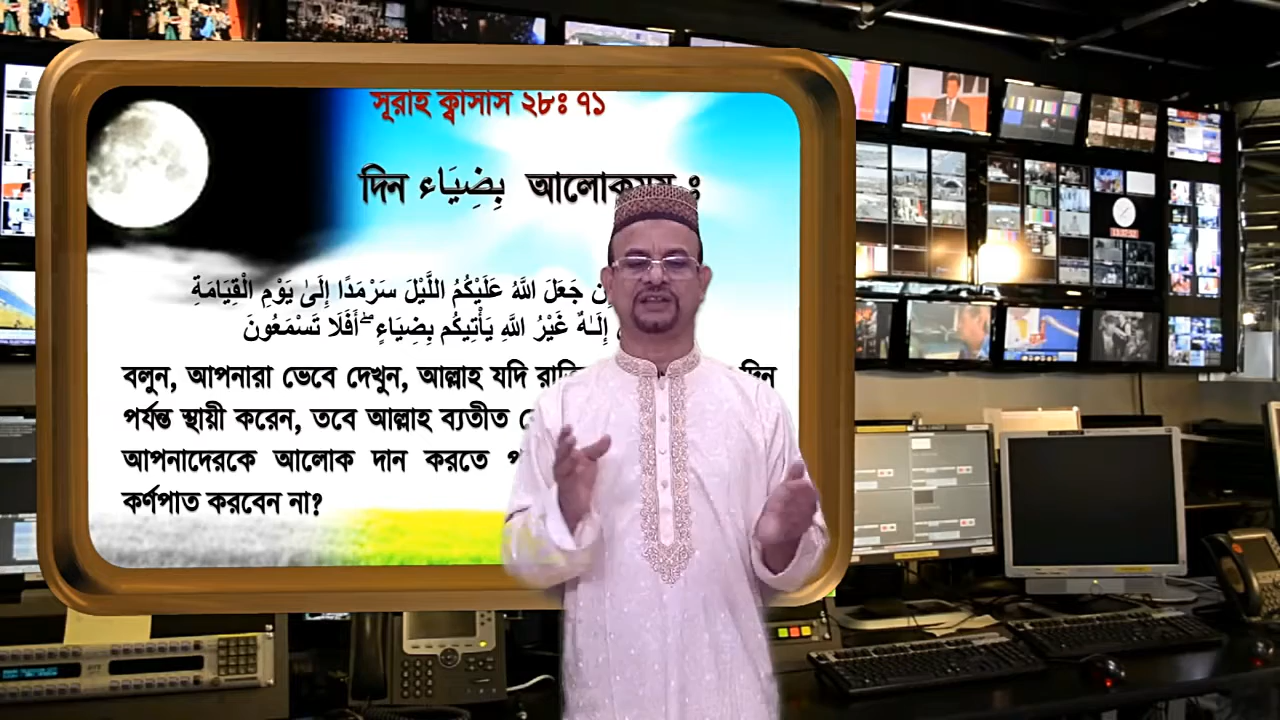 সূরাহ ক্বাসাস ২৮ঃ ৭১
দিন بِضِيَاء আলোকময় ঃ
جَعَلَ اللَّهُ عَلَيْكُمُ اللَّيْلَ سَرْمَدًا إِلَىٰ يَوْمِ الْقِيَامَةِ
إِلَـٰهٌ غَيْرُ اللَّهِ يَأْتِيكُم بِضِيَاءٍ ۖ أَفَلَا تَسْمَعُونَ
বলুন, আপনারা ভেবে দেখুন, আল্লাহ যদি দিন
পর্যন্ত স্থায়ী করেন, তবে আল্লাহ ব্যতীত
আপনাদেরকে আলোক দান করতে
কর্ণপাত করবেন না?